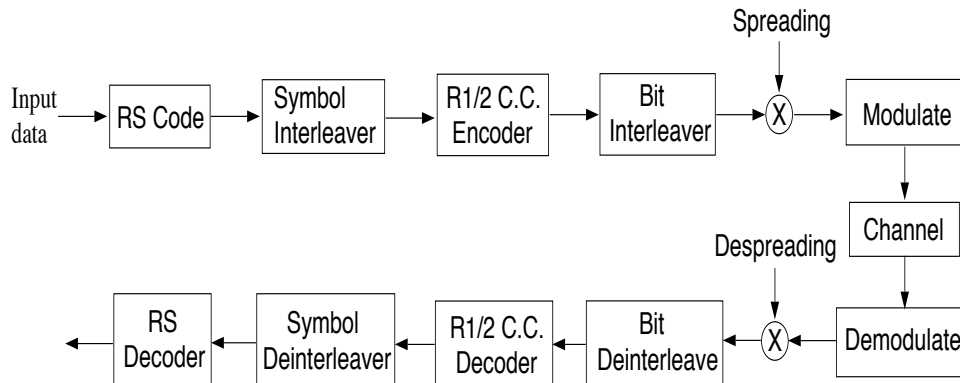 Spreading
Input
data
RS Code
Symbol
Interleaver
R1/2 C.C.
Encoder
Bit
Interleaver
X
Modulate
Channel
Despreading
RS
Decoder
Symbol
Deinterleaver
R1/2 C.C.
Decoder
Bit
Deinterleave
X
Demodulate